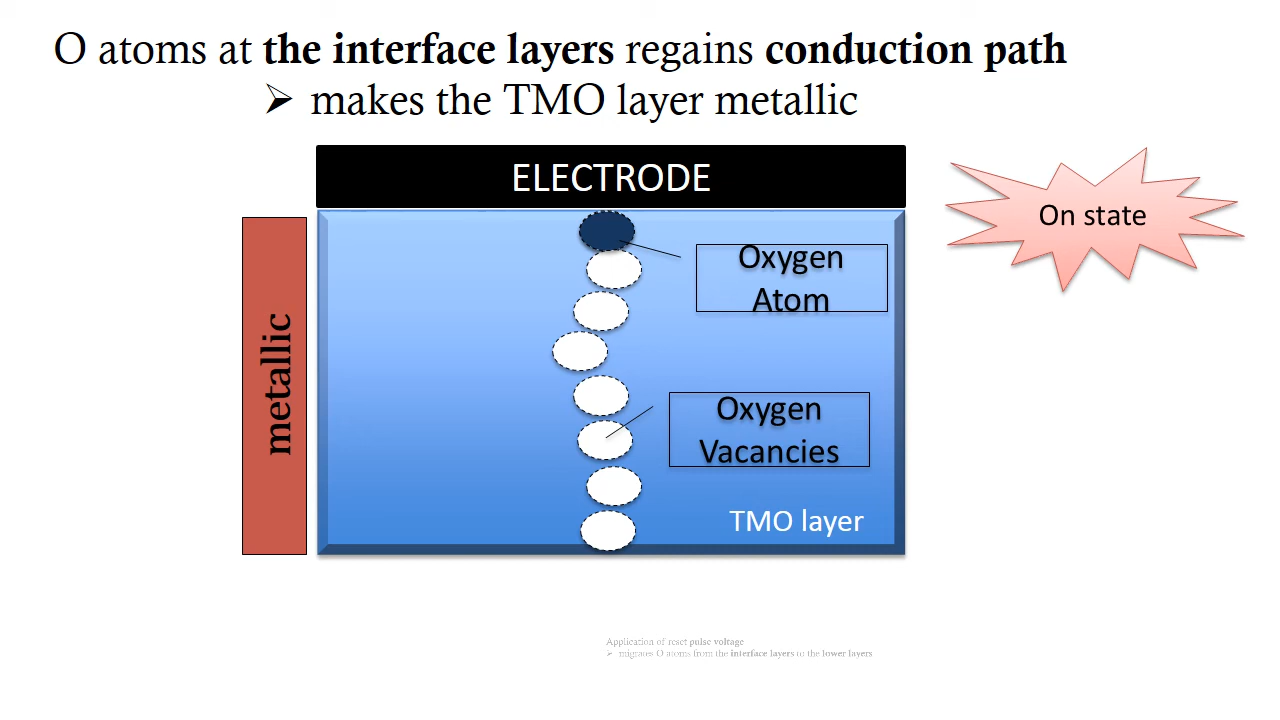 O atoms at the interface layers regains conduction path
➢ makes the TMO layer metallic
ELECTRODE
On state
Oxygen
Atom
metallic
Oxygen
Vacancies
TMO layer
Application of reset pulse voltage
➢ migrates O atoms from the interface layers to the lower layers